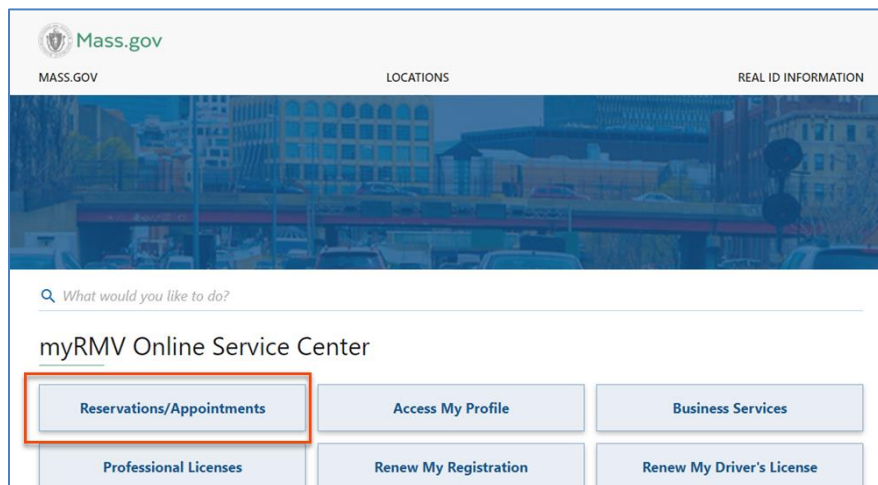 Mass.gov
MASS.GOV LOCATIONS REAL ID INFORMATION
What would you like to do?
myRMV Online Service Center
Reservations/Appointments Access My Profile Business Services
Professional Licenses Renew My Registration Renew My Driver's License